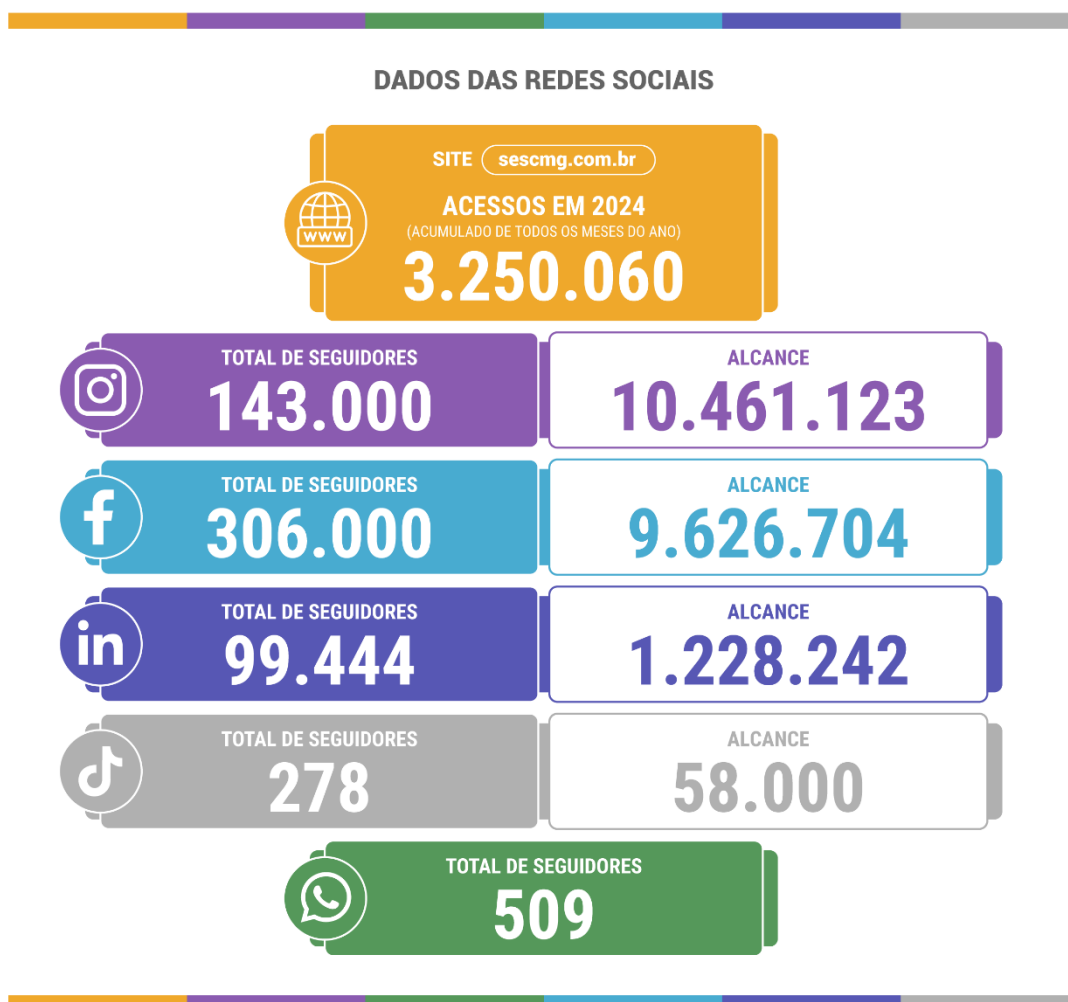 DADOS DAS REDES SOCIAIS
SITE sescmg.com.br
ACESSOS EM 2024
(ACUMULADO DE TODOS OS MESES DO ANO)
www
3.250.060
TOTAL DE SEGUIDORES
143.000
ALCANCE
10.461.123
TOTAL DE SEGUIDORES
306.000
ALCANCE
9.626.704
in
TOTAL DE SEGUIDORES
99.444
ALCANCE
1.228.242
TOTAL DE SEGUIDORES
278
ALCANCE
58.000
TOTAL DE SEGUIDORES
509